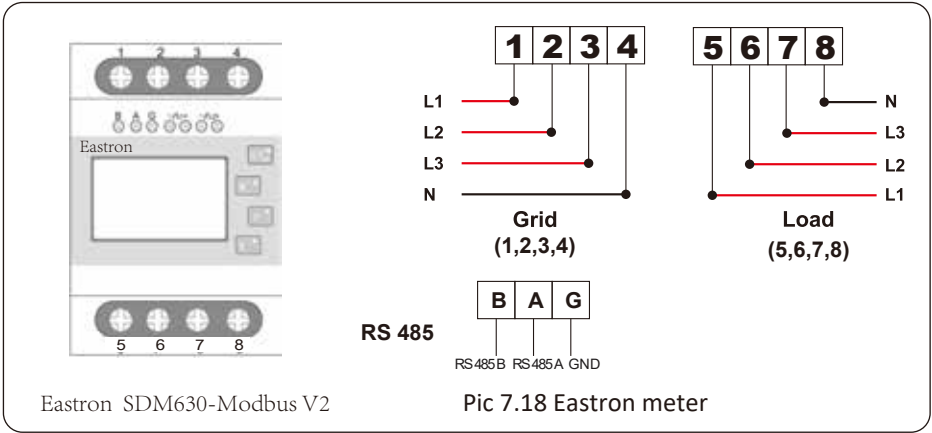 1 2 3 4
B A G
Eastron
5 6 7 8
Eastron SDM630-Modbus V2
1 2 3 4
L1
L2
L3
N
Grid
(1,2,3,4)
5 6 7 8
N
L3
L2
L1
Load
(5,6,7,8)
RS 485
B A G
RS485B RS485A GND
Pic 7.18 Eastron meter